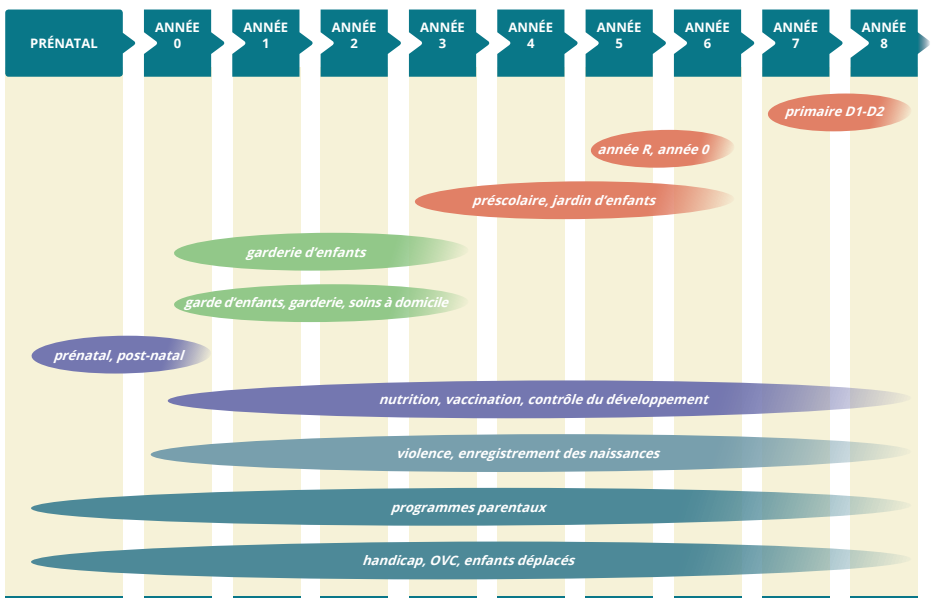 PRÉNATAL
ANNÉE
0
ANNÉE
1
ANNÉE
2
ANNÉE
3
ANNÉE
4
ANNÉE
5
ANNÉE
6
ANNÉE
7
ANNÉE
8
primaire D1-D2
année R, année 0
préscolaire, jardin d'enfants
garderie d'enfants
garde d'enfants, garderie, soins à domicile
prénatal, post-natal
nutrition, vaccination, contrôle du développement
violence, enregistrement des naissances
programmes parentaux
handicap, OVC, enfants déplacés